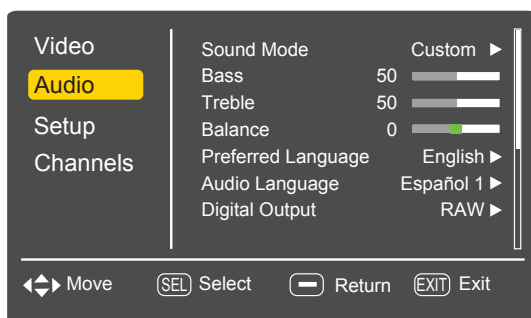 Video
Audio
Setup
Channels
Sound Mode Custom
Bass 50
Treble 50
Balance 0
Preferred Language English
Audio Language Español 1
Digital Output RAW
Move SEL Select Return EXIT Exit